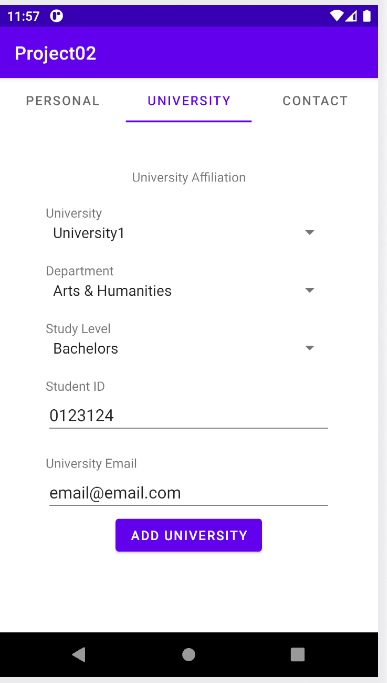 11:57
Project02
PERSONAL UNIVERSITY CONTACT
University Affiliation
University
University1
Department
Arts & Humanities
Study Level
Bachelors
Student ID
0123124
University Email
email@email.com
ADD UNIVERSITY